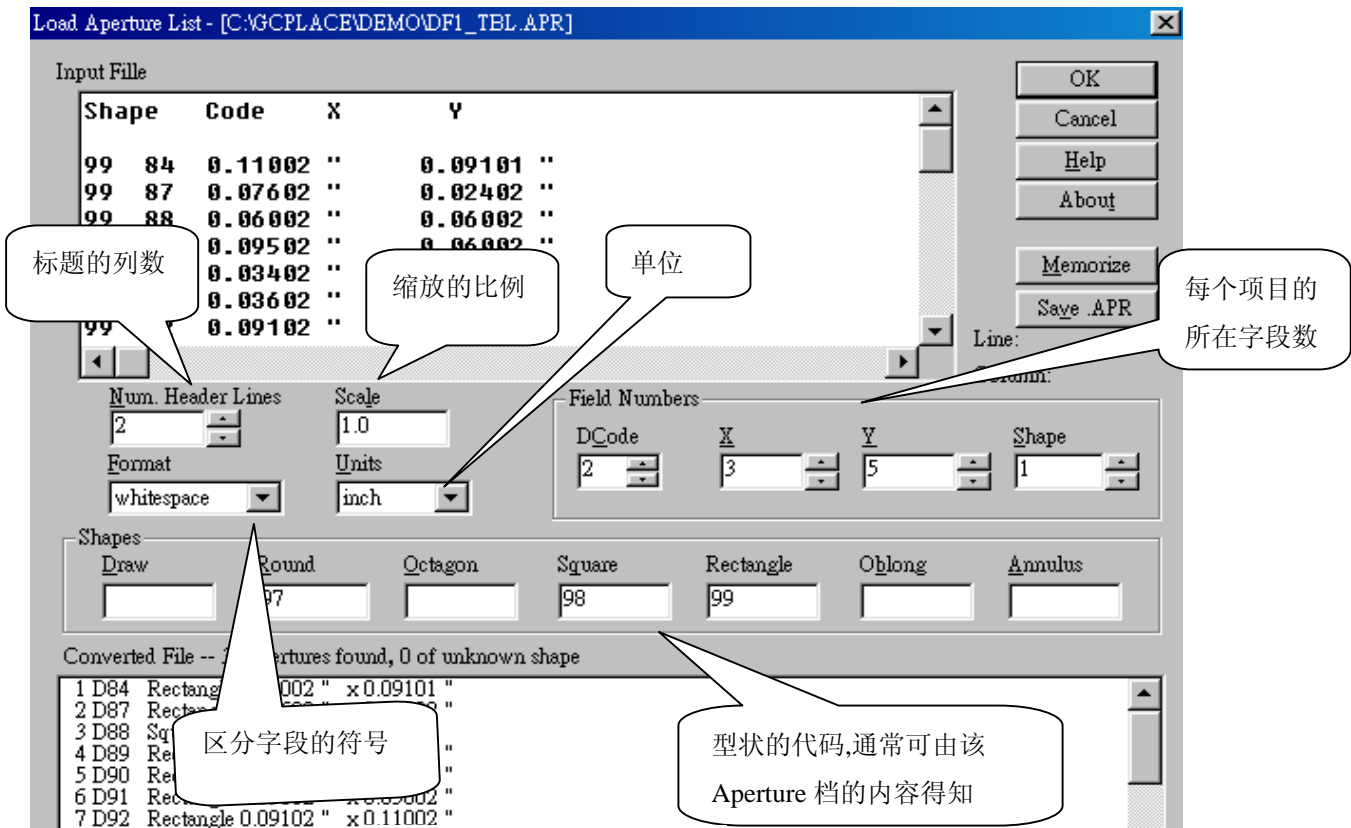 Load Aperture List - [C:\GCPLACE\DEMO\DF1_TBL.APR]
Input Fille
OK
Cancel
Help
About
Memorize
Save .APR
Line:
Shape Code X Y
99 84 0.11002 " 0.09101 "
99 87 0.07602 " 0.02402 "
99 88 0.06002 " 0.06002 "
0.09502 " 0.06002 "
0.03402 "
0.03602 "
99 0.09102 "
标题的列数
缩放的比例
单位
每个项目的
所在字段数
Num. Header Lines
2
Scale
1.0
Format
whitespace
Units
inch
Field Numbers
DCode X Y Shape
2 3 5 1
Shapes
Draw Round Octagon Square Rectangle Oblong Annulus
97 98 99
Converted File -- apertures found, 0 of unknown shape
1 D84 Rectangle 0.11002 " x 0.09101 "
2 D87
3 D88
4 D89
5 D90
6 D91
7 D92 Rectangle 0.09102 " x 0.11002 "
区分字段的符号
型状的代码,通常可由该
Aperture 档的内容得知